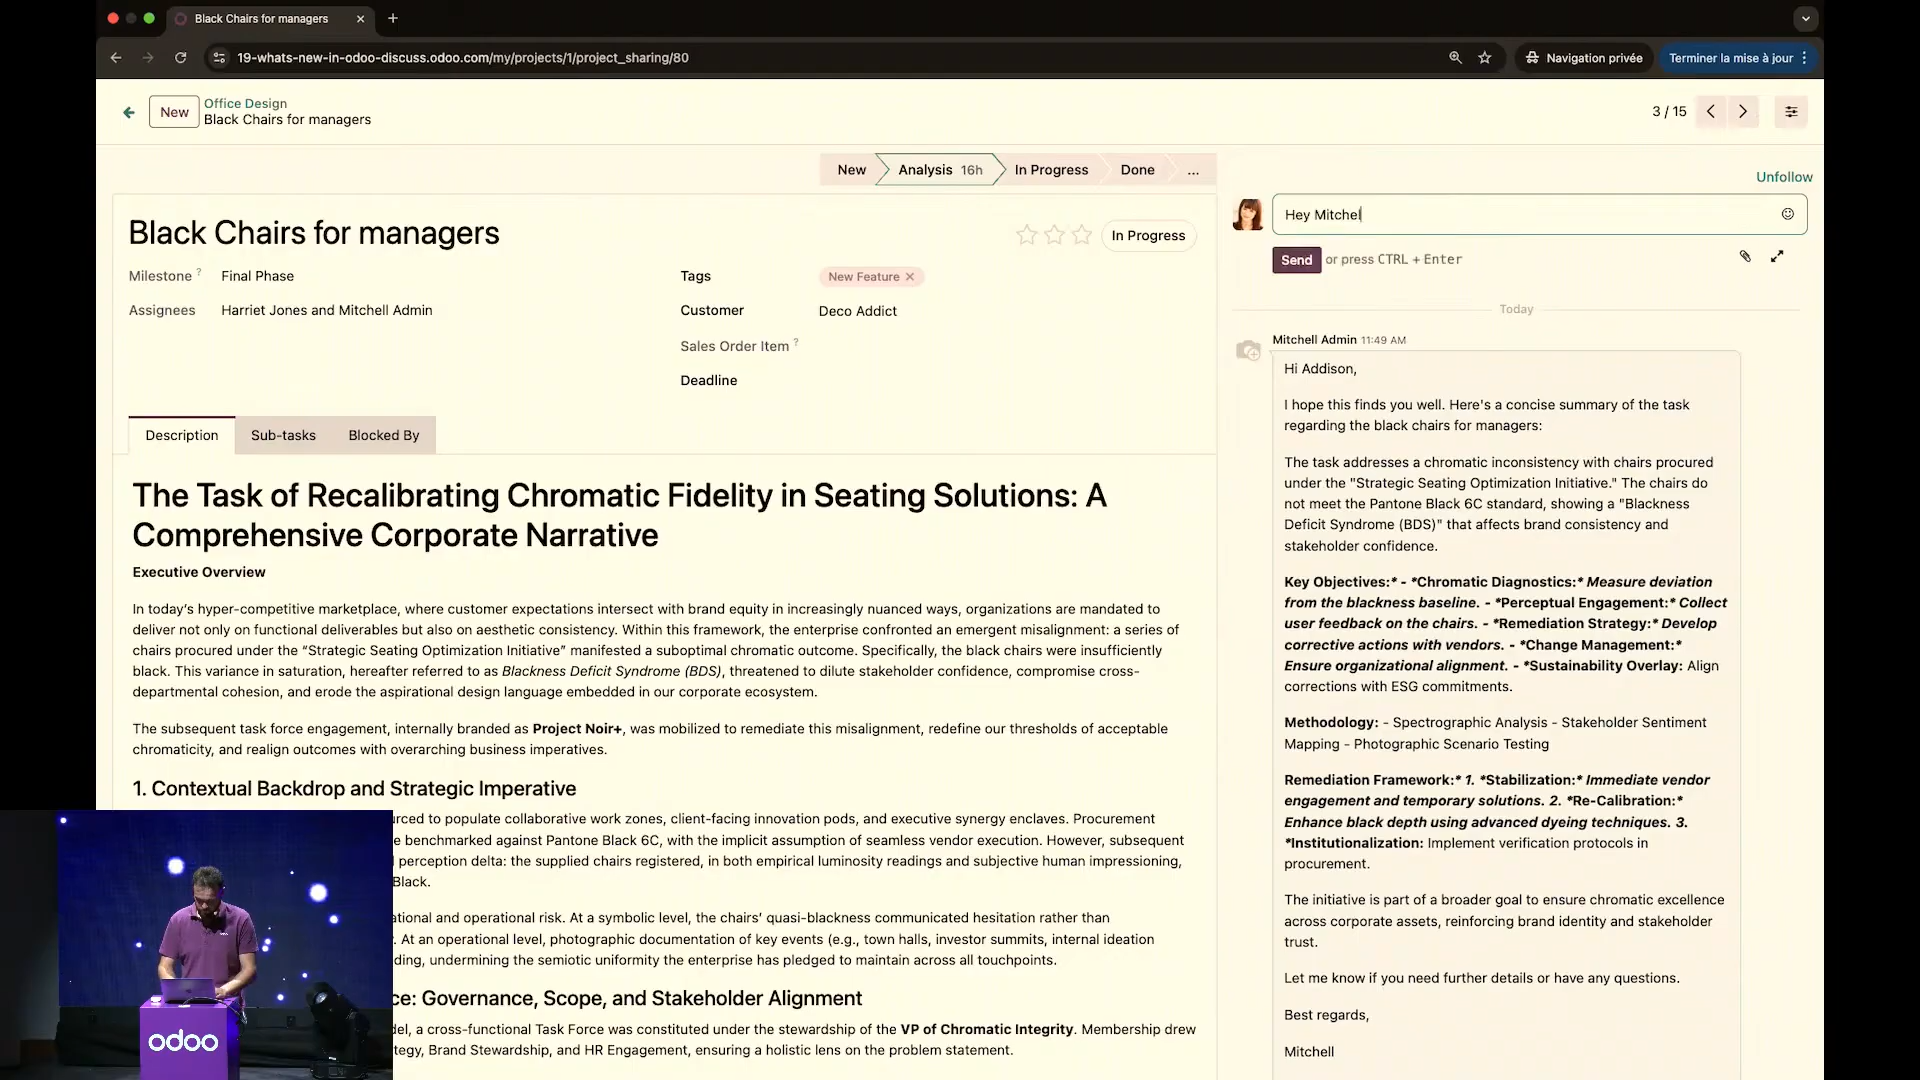 Black Chairs for managers
19-whats-new-in-odoo-discuss.odoo.com/my/projects/1/project_sharing/80
Navigation privée
Terminer la mise à jour
New
Office Design
Black Chairs for managers
3 / 15
New
Analysis 16h
In Progress
Done
...
Unfollow
Black Chairs for managers
In Progress
Milestone ?
Final Phase
Assignees
Harriet Jones and Mitchell Admin
Tags
New Feature
Customer
Deco Addict
Sales Order Item ?
Deadline
Description
Sub-tasks
Blocked By
The Task of Recalibrating Chromatic Fidelity in Seating Solutions: A
Comprehensive Corporate Narrative
Executive Overview
In today's hyper-competitive marketplace, where customer expectations intersect with brand equity in increasingly nuanced ways, organizations are mandated to
deliver not only on functional deliverables but also on aesthetic consistency. Within this framework, the enterprise confronted an emergent misalignment: a series of
chairs procured under the “Strategic Seating Optimization Initiative” manifested a suboptimal chromatic outcome. Specifically, the black chairs were insufficiently
black. This variance in saturation, hereafter referred to as Blackness Deficit Syndrome (BDS), threatened to dilute stakeholder confidence, compromise cross-
departmental cohesion, and erode the aspirational design language embedded in our corporate ecosystem.
The subsequent task force engagement, internally branded as Project Noir+, was mobilized to remediate this misalignment, redefine our thresholds of acceptable
chromaticity, and realign outcomes with overarching business imperatives.
1. Contextual Backdrop and Strategic Imperative
urced to populate collaborative work zones, client-facing innovation pods, and executive synergy enclaves. Procurement
e benchmarked against Pantone Black 6C, with the implicit assumption of seamless vendor execution. However, subsequent
l perception delta: the supplied chairs registered, in both empirical luminosity readings and subjective human impressioning,
Black.
ational and operational risk. At a symbolic level, the chairs' quasi-blackness communicated hesitation rather than
. At an operational level, photographic documentation of key events (e.g., town halls, investor summits, internal ideation
ding, undermining the semiotic uniformity the enterprise has pledged to maintain across all touchpoints.
ce: Governance, Scope, and Stakeholder Alignment
del, a cross-functional Task Force was constituted under the stewardship of the VP of Chromatic Integrity. Membership drew
tegy, Brand Stewardship, and HR Engagement, ensuring a holistic lens on the problem statement.
Hey Mitchel
Send or press CTRL + Enter
Today
Mitchell Admin 11:49 AM
Hi Addison,
I hope this finds you well. Here's a concise summary of the task
regarding the black chairs for managers:
The task addresses a chromatic inconsistency with chairs procured
under the "Strategic Seating Optimization Initiative." The chairs do
not meet the Pantone Black 6C standard, showing a "Blackness
Deficit Syndrome (BDS)" that affects brand consistency and
stakeholder confidence.
Key Objectives:* - *Chromatic Diagnostics:* Measure deviation
from the blackness baseline. - *Perceptual Engagement:* Collect
user feedback on the chairs. - *Remediation Strategy:* Develop
corrective actions with vendors. - *Change Management:*
Ensure organizational alignment. - *Sustainability Overlay: Align
corrections with ESG commitments.
Methodology: - Spectrographic Analysis - Stakeholder Sentiment
Mapping - Photographic Scenario Testing
Remediation Framework:* 1. *Stabilization:* Immediate vendor
engagement and temporary solutions. 2. *Re-Calibration:*
Enhance black depth using advanced dyeing techniques. 3.
*Institutionalization: Implement verification protocols in
procurement.
The initiative is part of a broader goal to ensure chromatic excellence
across corporate assets, reinforcing brand identity and stakeholder
trust.
Let me know if you need further details or have any questions.
Best regards,
Mitchell
odoo